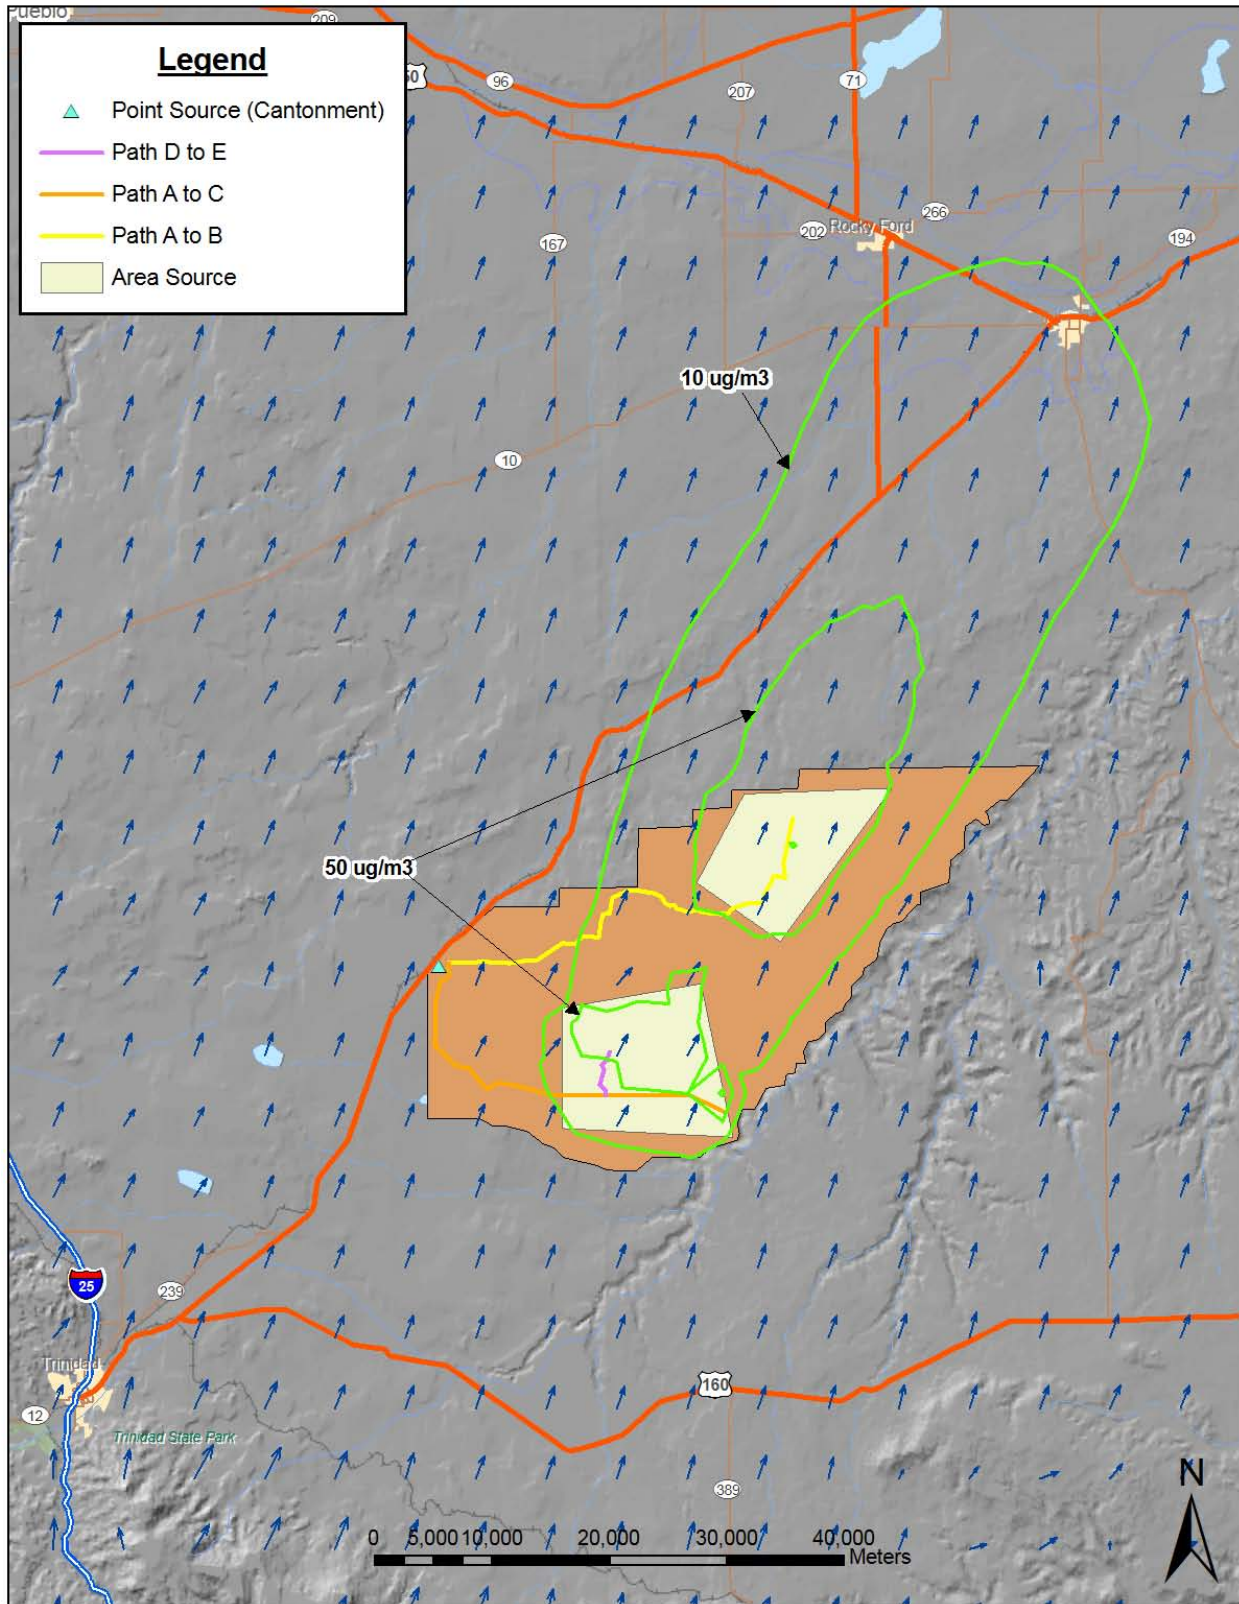 Pueblo
209
Legend
Point Source (Cantonment)
Path D to E
Path A to C
Path A to B
Area Source
50
96
207
71
266
202
Rocky Ford
194
167
10 ug/m3
10
50 ug/m3
25
239
Trinidad
12
Trinidad State Park
160
389
N
0 5,000 10,000 20,000 30,000 40,000
Meters